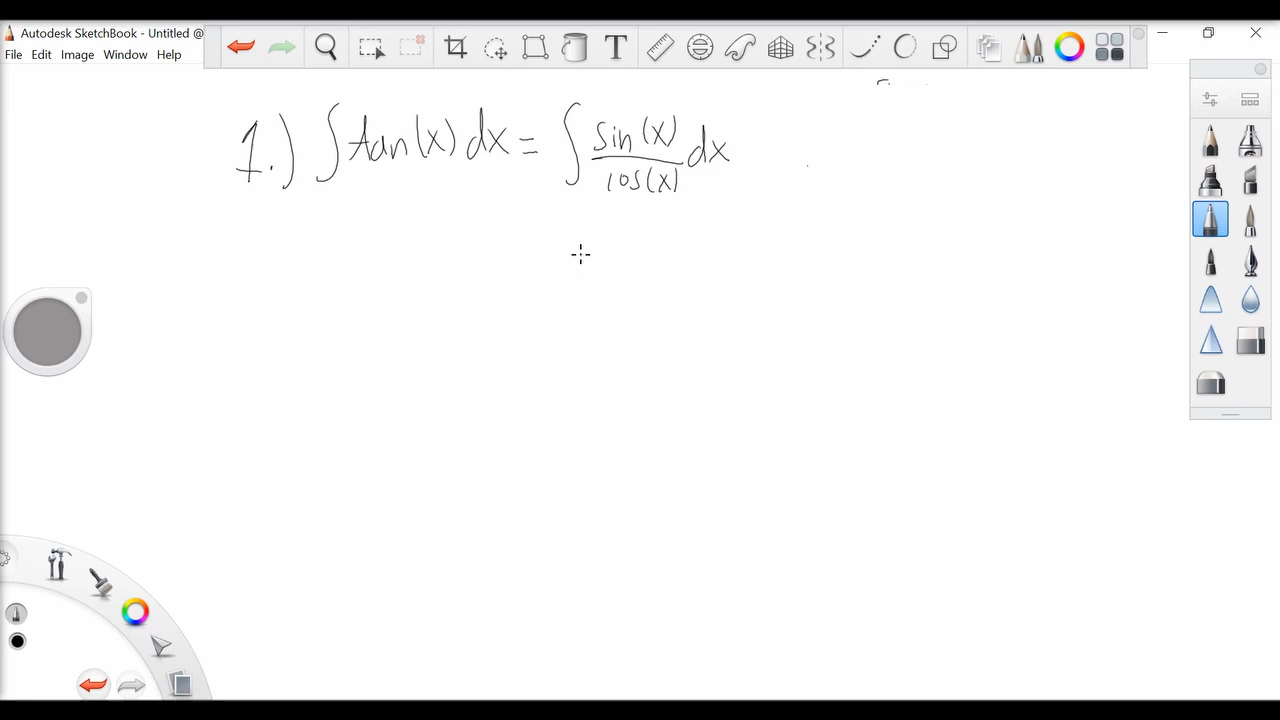 Autodesk SketchBook - Untitled @
File Edit Image Window Help
T
1.) ∫ tan(x) dx = ∫ sin(x)/cos(x) dx